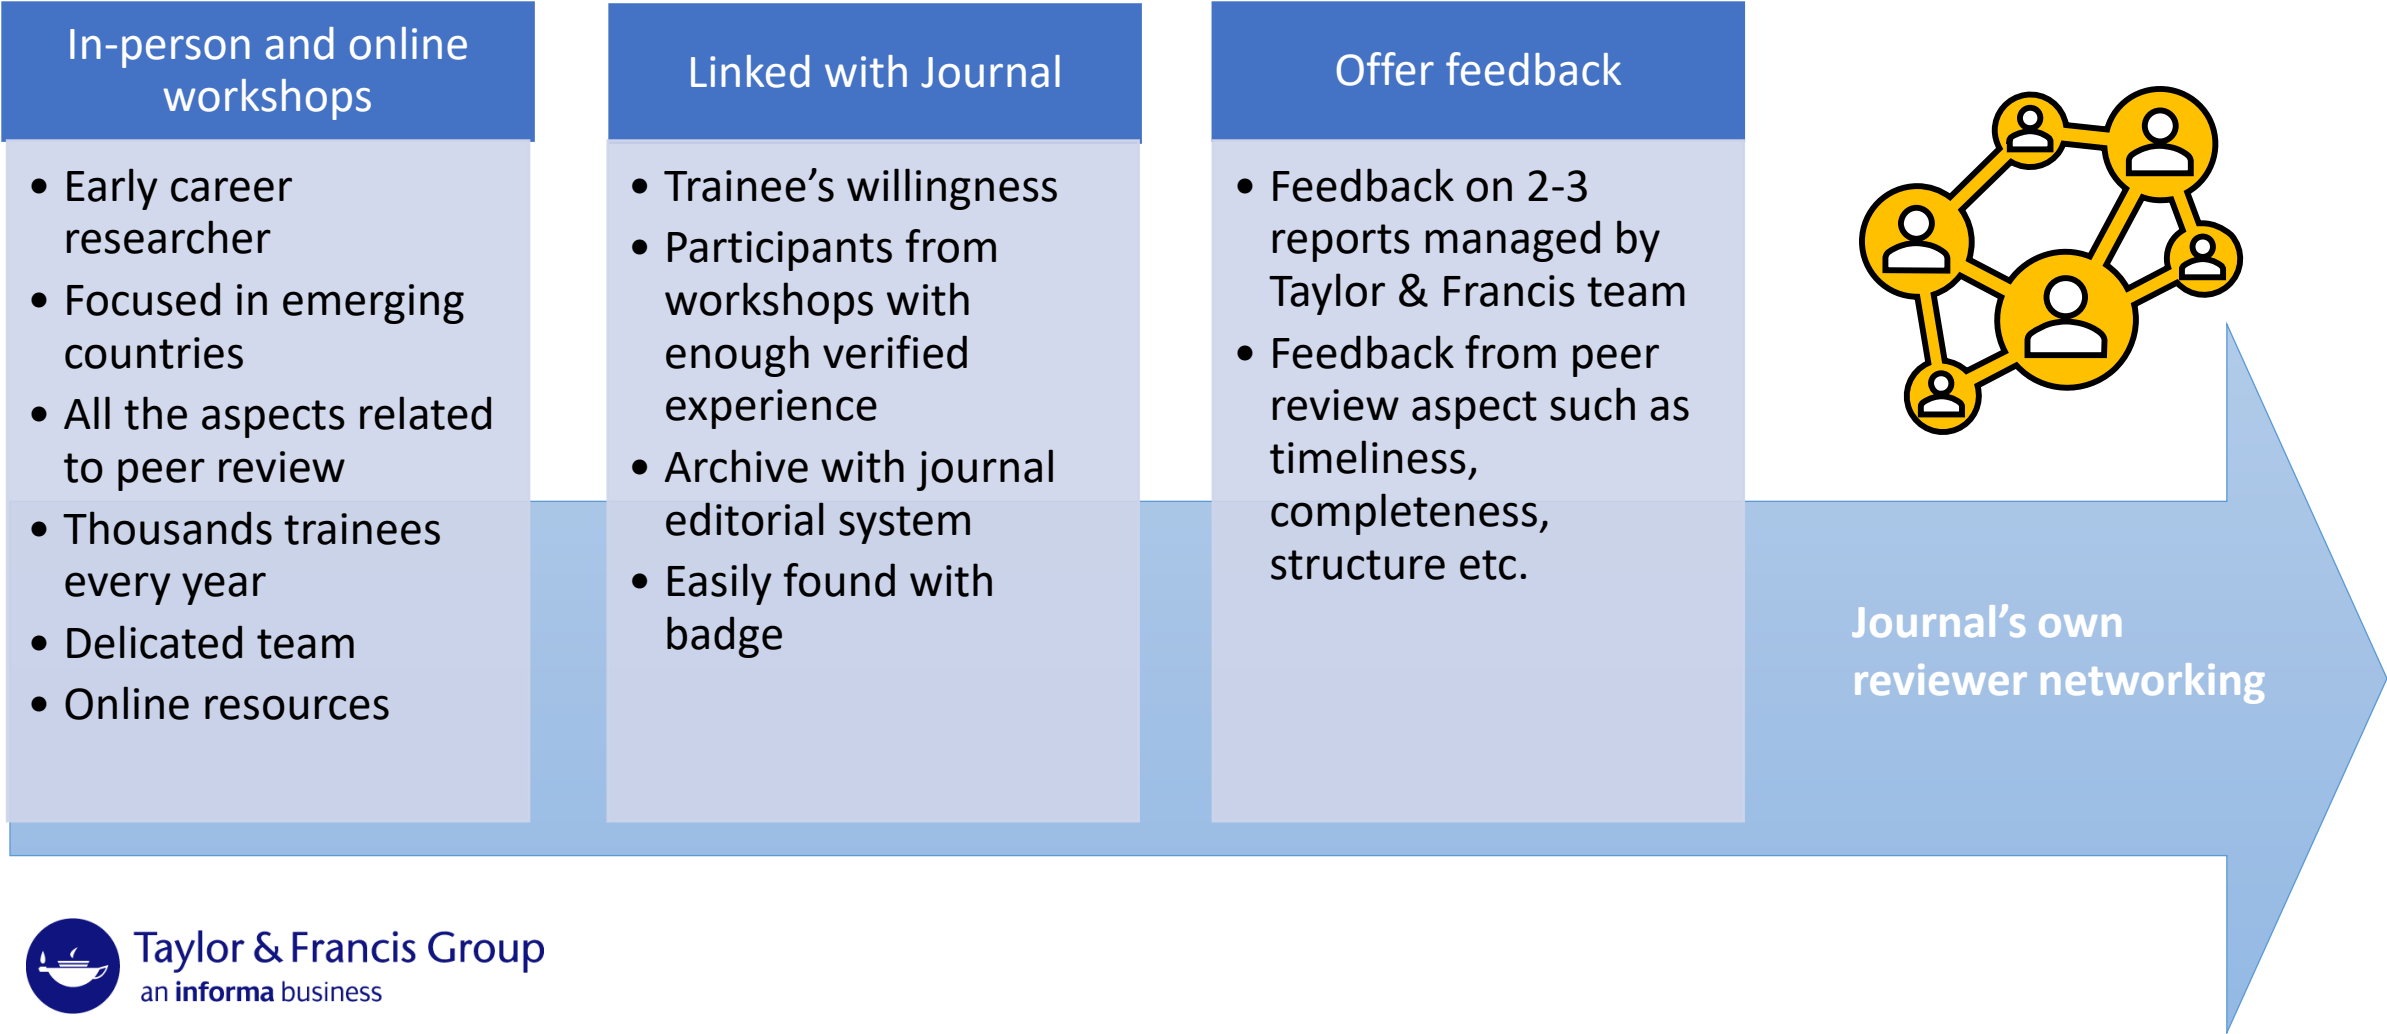 In-person and online
workshops
• Early career
researcher
• Focused in emerging
countries
• All the aspects related
to peer review
• Thousands trainees
every year
• Delicated team
• Online resources
Linked with Journal
• Trainee’s willingness
• Participants from
workshops with
enough verified
experience
• Archive with journal
editorial system
• Easily found with
badge
Offer feedback
• Feedback on 2-3
reports managed by
Taylor & Francis team
• Feedback from peer
review aspect such as
timeliness,
completeness,
structure etc.
Journal’s own
reviewer networking
Taylor & Francis Group
an informa business